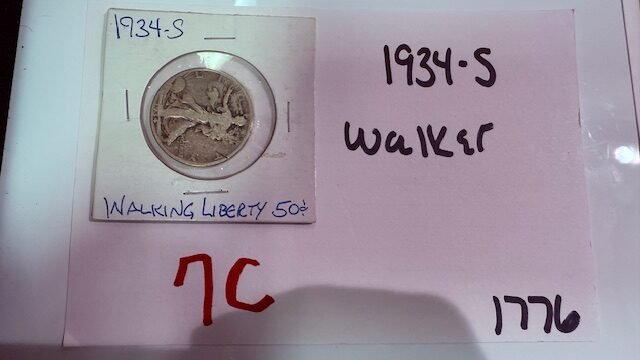 1934-S
WALKING LIBERTY 50¢
1934-S
Walker
7C
1776